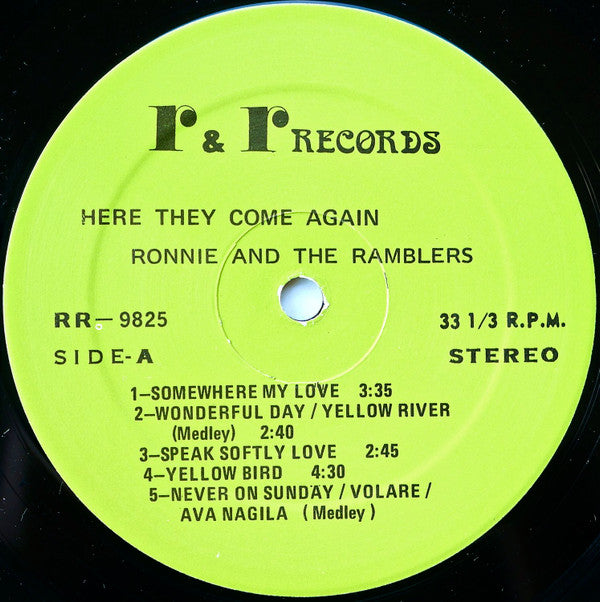 r & r RECORDS
HERE THEY COME AGAIN
RONNIE AND THE RAMBLERS
RR-9825 33 1/3 R.P.M.
SIDE-A STEREO
1-SOMEWHERE MY LOVE 3:35
2-WONDERFUL DAY / YELLOW RIVER
(Medley) 2:40
3-SPEAK SOFTLY LOVE 2:45
4-YELLOW BIRD 4:30
5-NEVER ON SUNDAY / VOLARE /
AVA NAGILA (Medley)